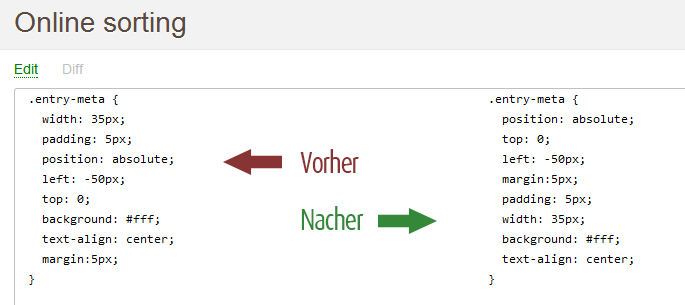 Online sorting
Edit Diff
.entry-meta {
width: 35px;
padding: 5px;
position: absolute;
left: -50px;
top: 0;
background: #fff;
text-align: center;
margin:5px;
}
Vorher
Nacher
.entry-meta {
position: absolute;
top: 0;
left: -50px;
margin:5px;
padding: 5px;
width: 35px;
background: #fff;
text-align: center;
}